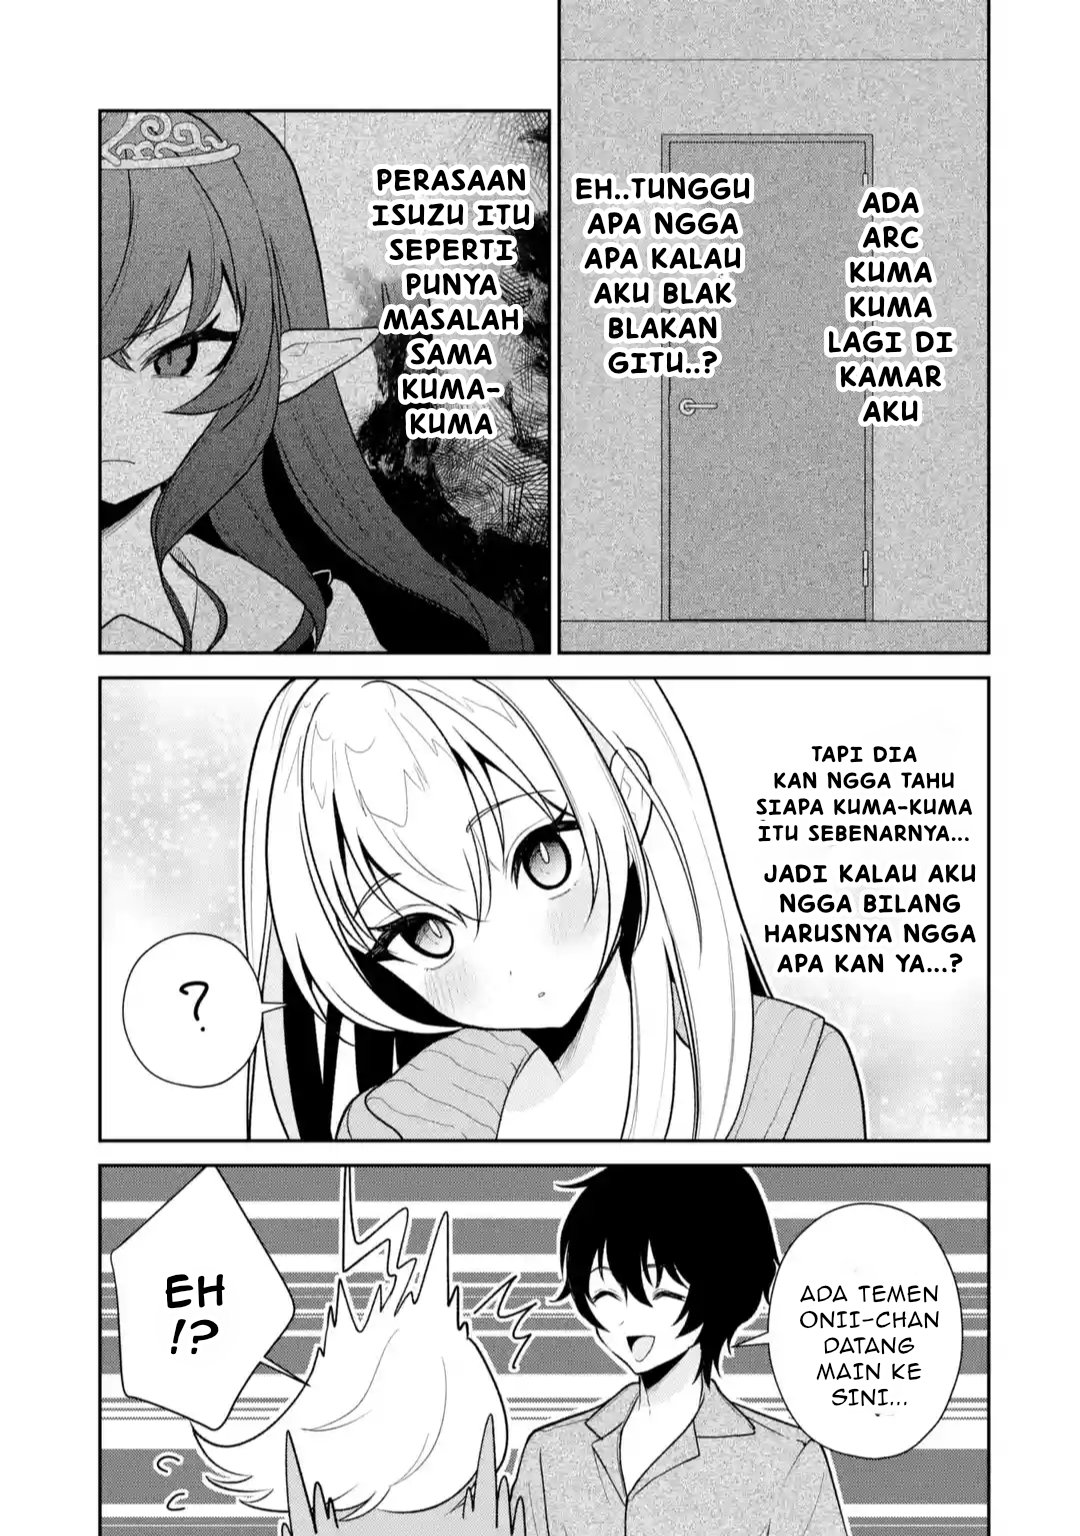 ADA
ARC
KUMA
KUMA
LAGI DI
KAMAR
AKU
EH..TUNGGU
APA NGGA
APA KALAU
AKU BLAK
BLAKAN
GITU..?
PERASAAN
ISUZU ITU
SEPERTI
PUNYA
MASALAH
SAMA
KUMA-
KUMA
TAPI DIA
KAN NGGA TAHU
SIAPA KUMA-KUMA
ITU SEBENARNYA...
JADI KALAU AKU
NGGA BILANG
HARUSNYA NGGA
APA KAN YA...?
?
ADA TEMEN
ONII-CHAN
DATANG
MAIN KE
SINI...
EH
!?